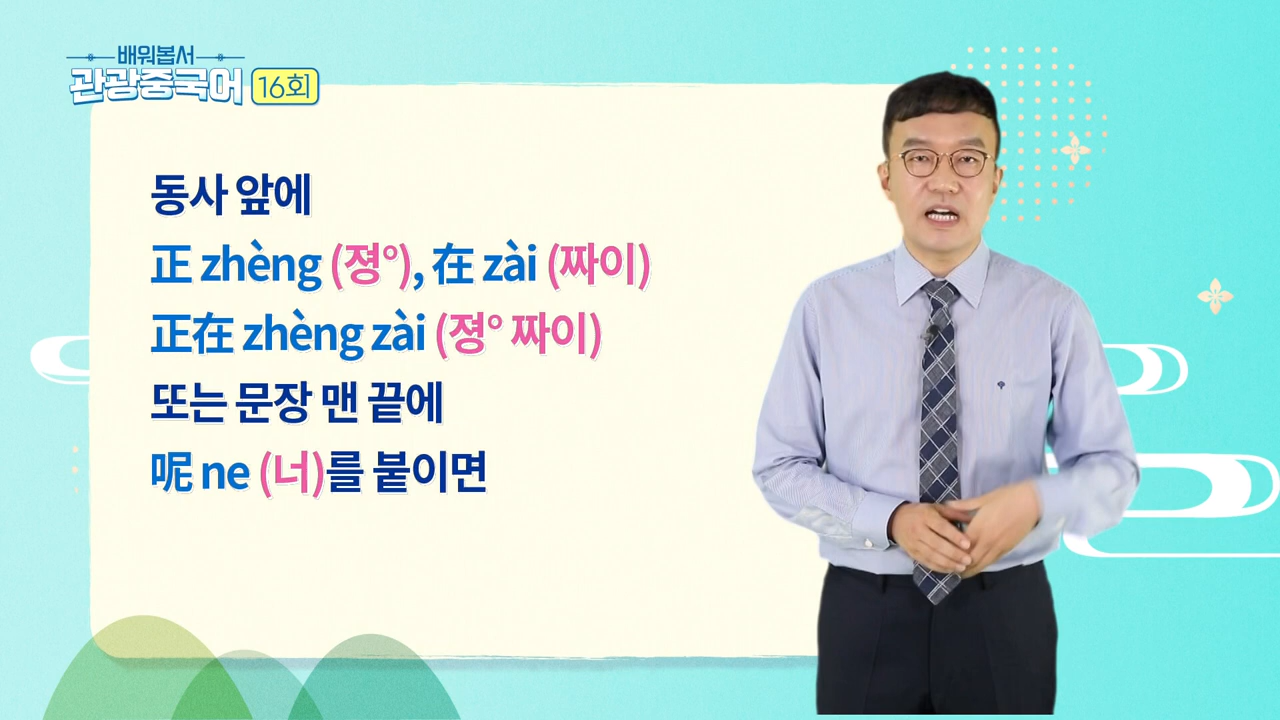 배워봅서
관광중국어 16회
동사 앞에
正 zhèng (졍°), 在 zài (짜이)
正在 zhèng zài (졍° 짜이)
또는 문장 맨 끝에
呢 ne (너)를 붙이면